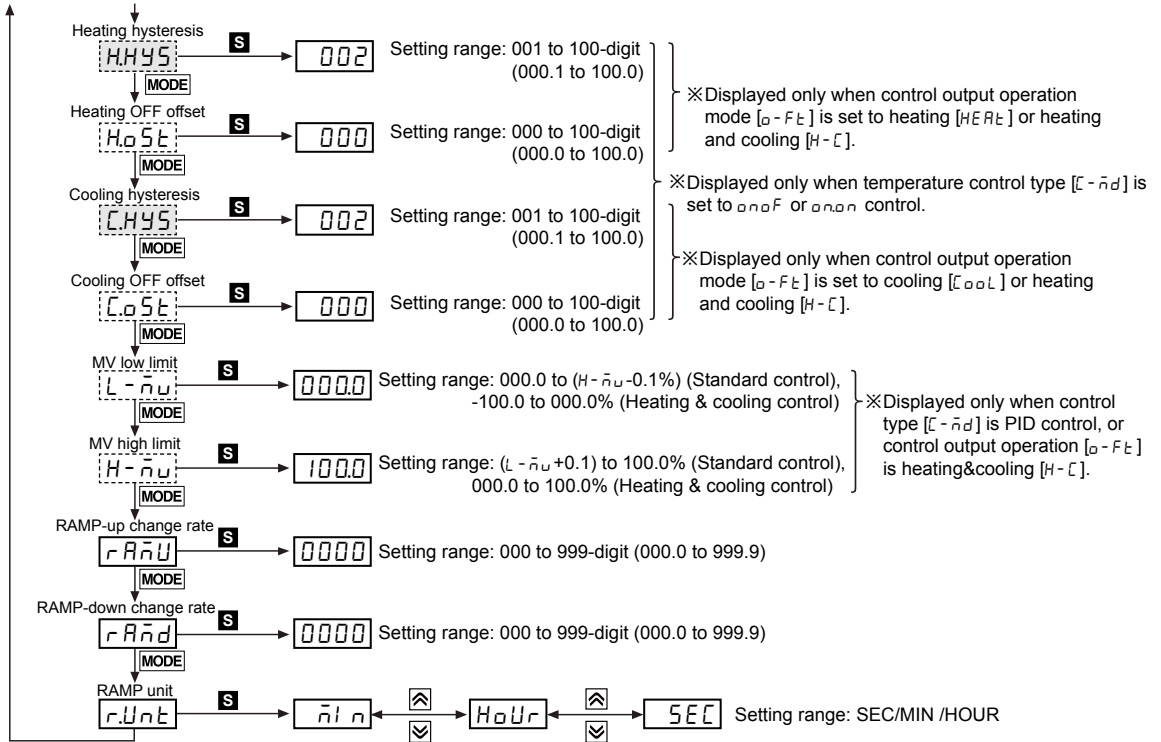 Heating hysteresis
H.HYS S 002 Setting range: 001 to 100-digit
(000.1 to 100.0)
MODE
※Displayed only when control output operation
mode [o-Ft] is set to heating [HEAt] or heating
and cooling [H-C].
Heating OFF offset
H.oSt S 000 Setting range: 000 to 100-digit
(000.0 to 100.0)
MODE
※Displayed only when temperature control type [C-md] is
set to onoF or on.on control.
Cooling hysteresis
C.HYS S 002 Setting range: 001 to 100-digit
(000.1 to 100.0)
MODE
※Displayed only when control output operation
mode [o-Ft] is set to cooling [CooL] or heating
and cooling [H-C].
Cooling OFF offset
C.oSt S 000 Setting range: 000 to 100-digit
(000.0 to 100.0)
MODE
MV low limit
L-mv S 000.0 Setting range: 000.0 to (H-mv-0.1%) (Standard control),
-100.0 to 000.0% (Heating & cooling control)
MODE
※Displayed only when control
type [C-md] is PID control, or
control output operation [o-Ft]
is heating&cooling [H-C].
MV high limit
H-mv S 100.0 Setting range: (L-mv+0.1) to 100.0% (Standard control),
000.0 to 100.0% (Heating & cooling control)
MODE
RAMP-up change rate
rAmU S 0000 Setting range: 000 to 999-digit (000.0 to 999.9)
MODE
RAMP-down change rate
rAmd S 0000 Setting range: 000 to 999-digit (000.0 to 999.9)
MODE
RAMP unit
r.Unt S mIn HoUr SEC Setting range: SEC/MIN /HOUR